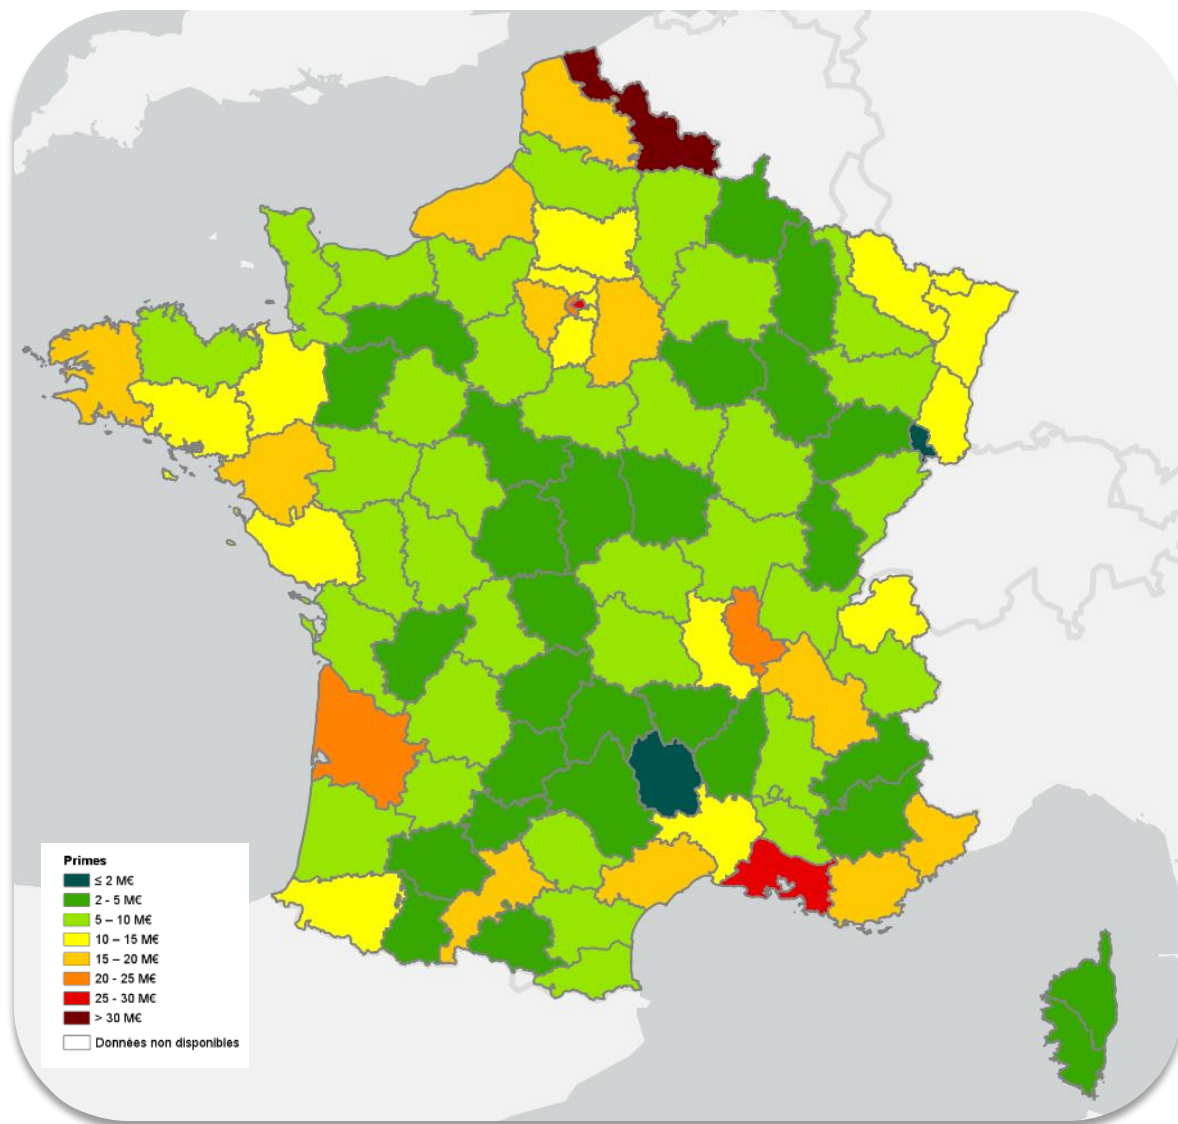 Primes
≤ 2 M€
2 - 5 M€
5 – 10 M€
10 – 15 M€
15 – 20 M€
20 - 25 M€
25 - 30 M€
> 30 M€
Données non disponibles